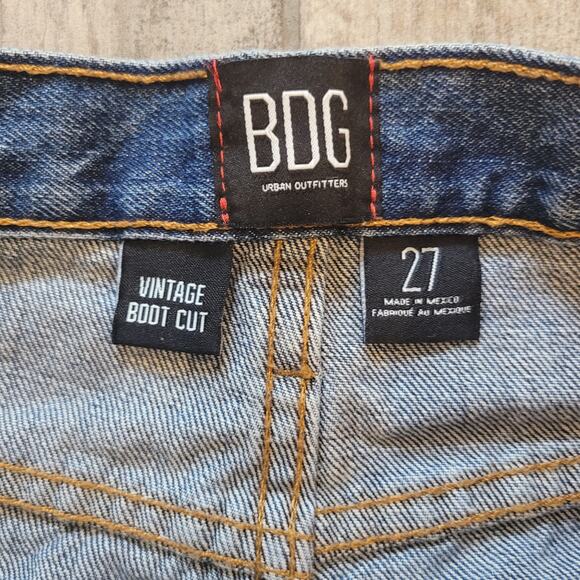 BDG
URBAN OUTFITTERS
VINTAGE
BOOT CUT
27
MADE IN MEXICO
FABRIQUÉ AU MEXIQUE